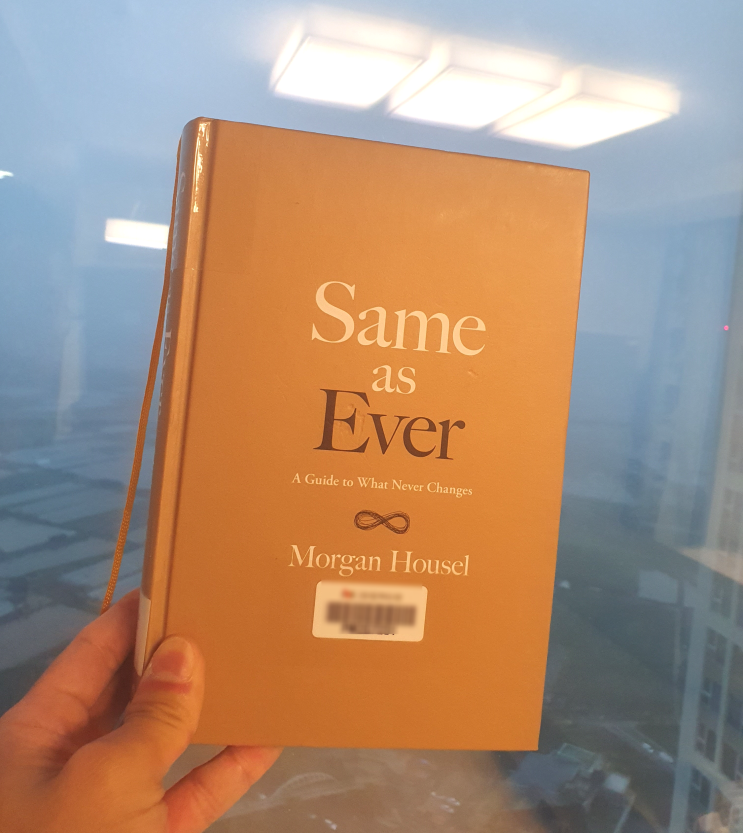 Same
as
Ever
A Guide to What Never Changes
Morgan Housel